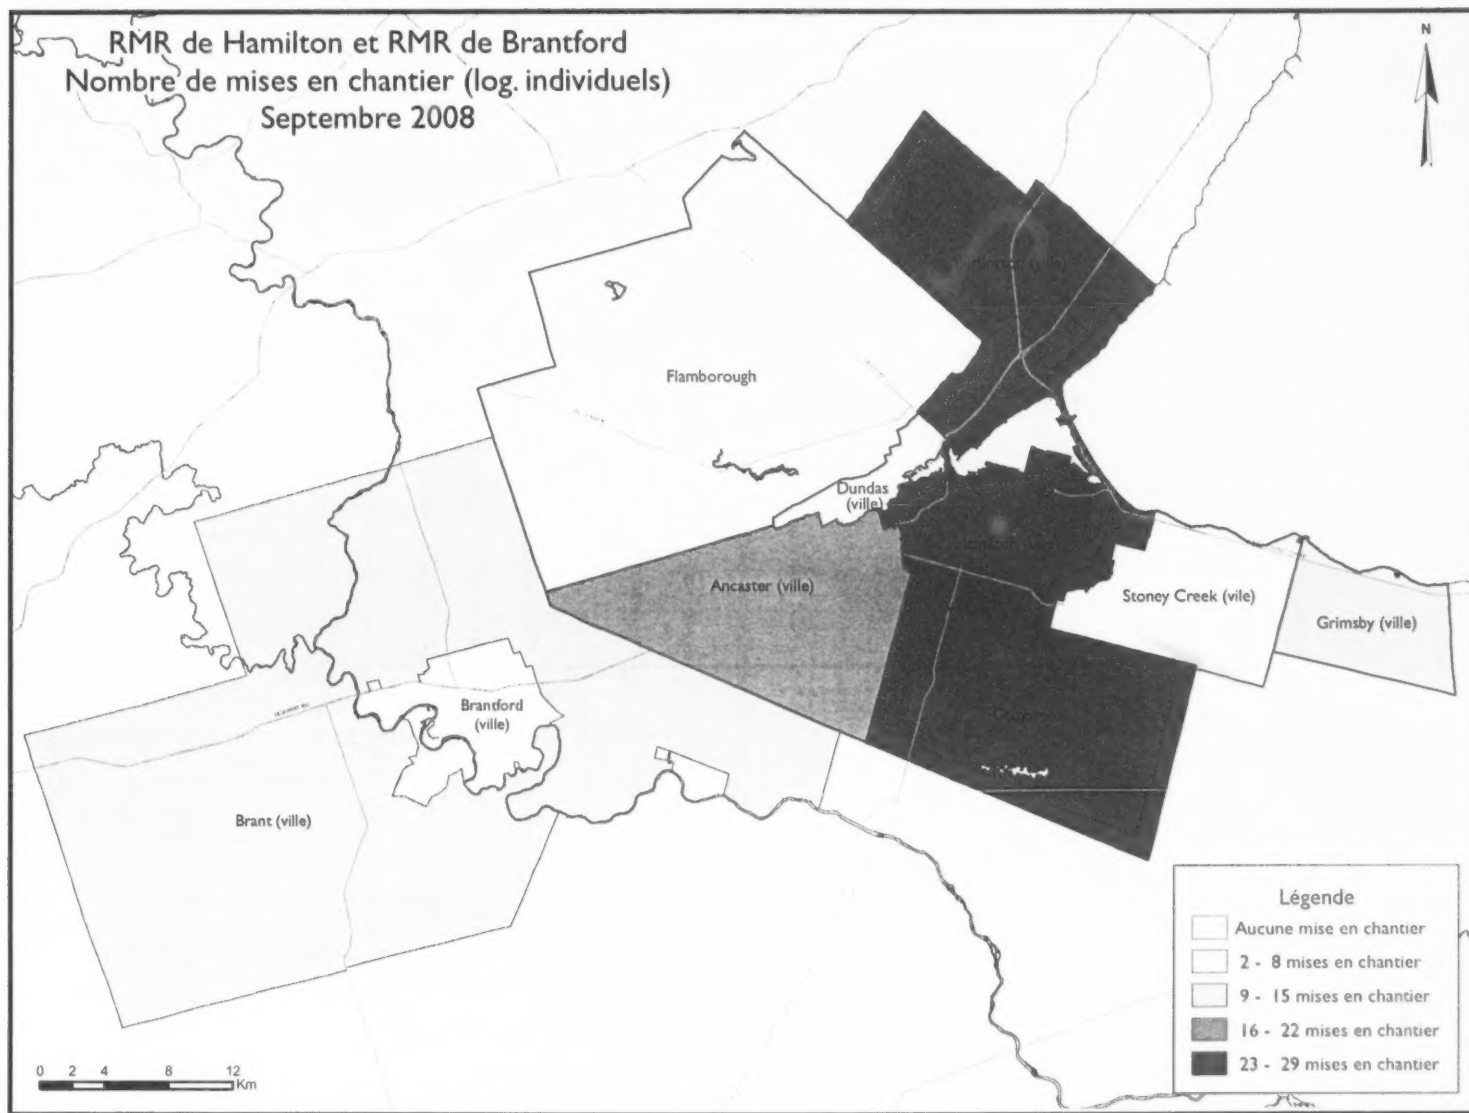 RMR de Hamilton et RMR de Brantford
Nombre de mises en chantier (log. individuels)
Septembre 2008
N
Flamborough
Dundas
(ville)
Ancaster (ville)
Stoney Creek (vile)
Grimsby (ville)
Brantford
(ville)
Brant (ville)
Légende
Aucune mise en chantier
2 - 8 mises en chantier
9 - 15 mises en chantier
16 - 22 mises en chantier
23 - 29 mises en chantier
0 2 4 8 12
Km